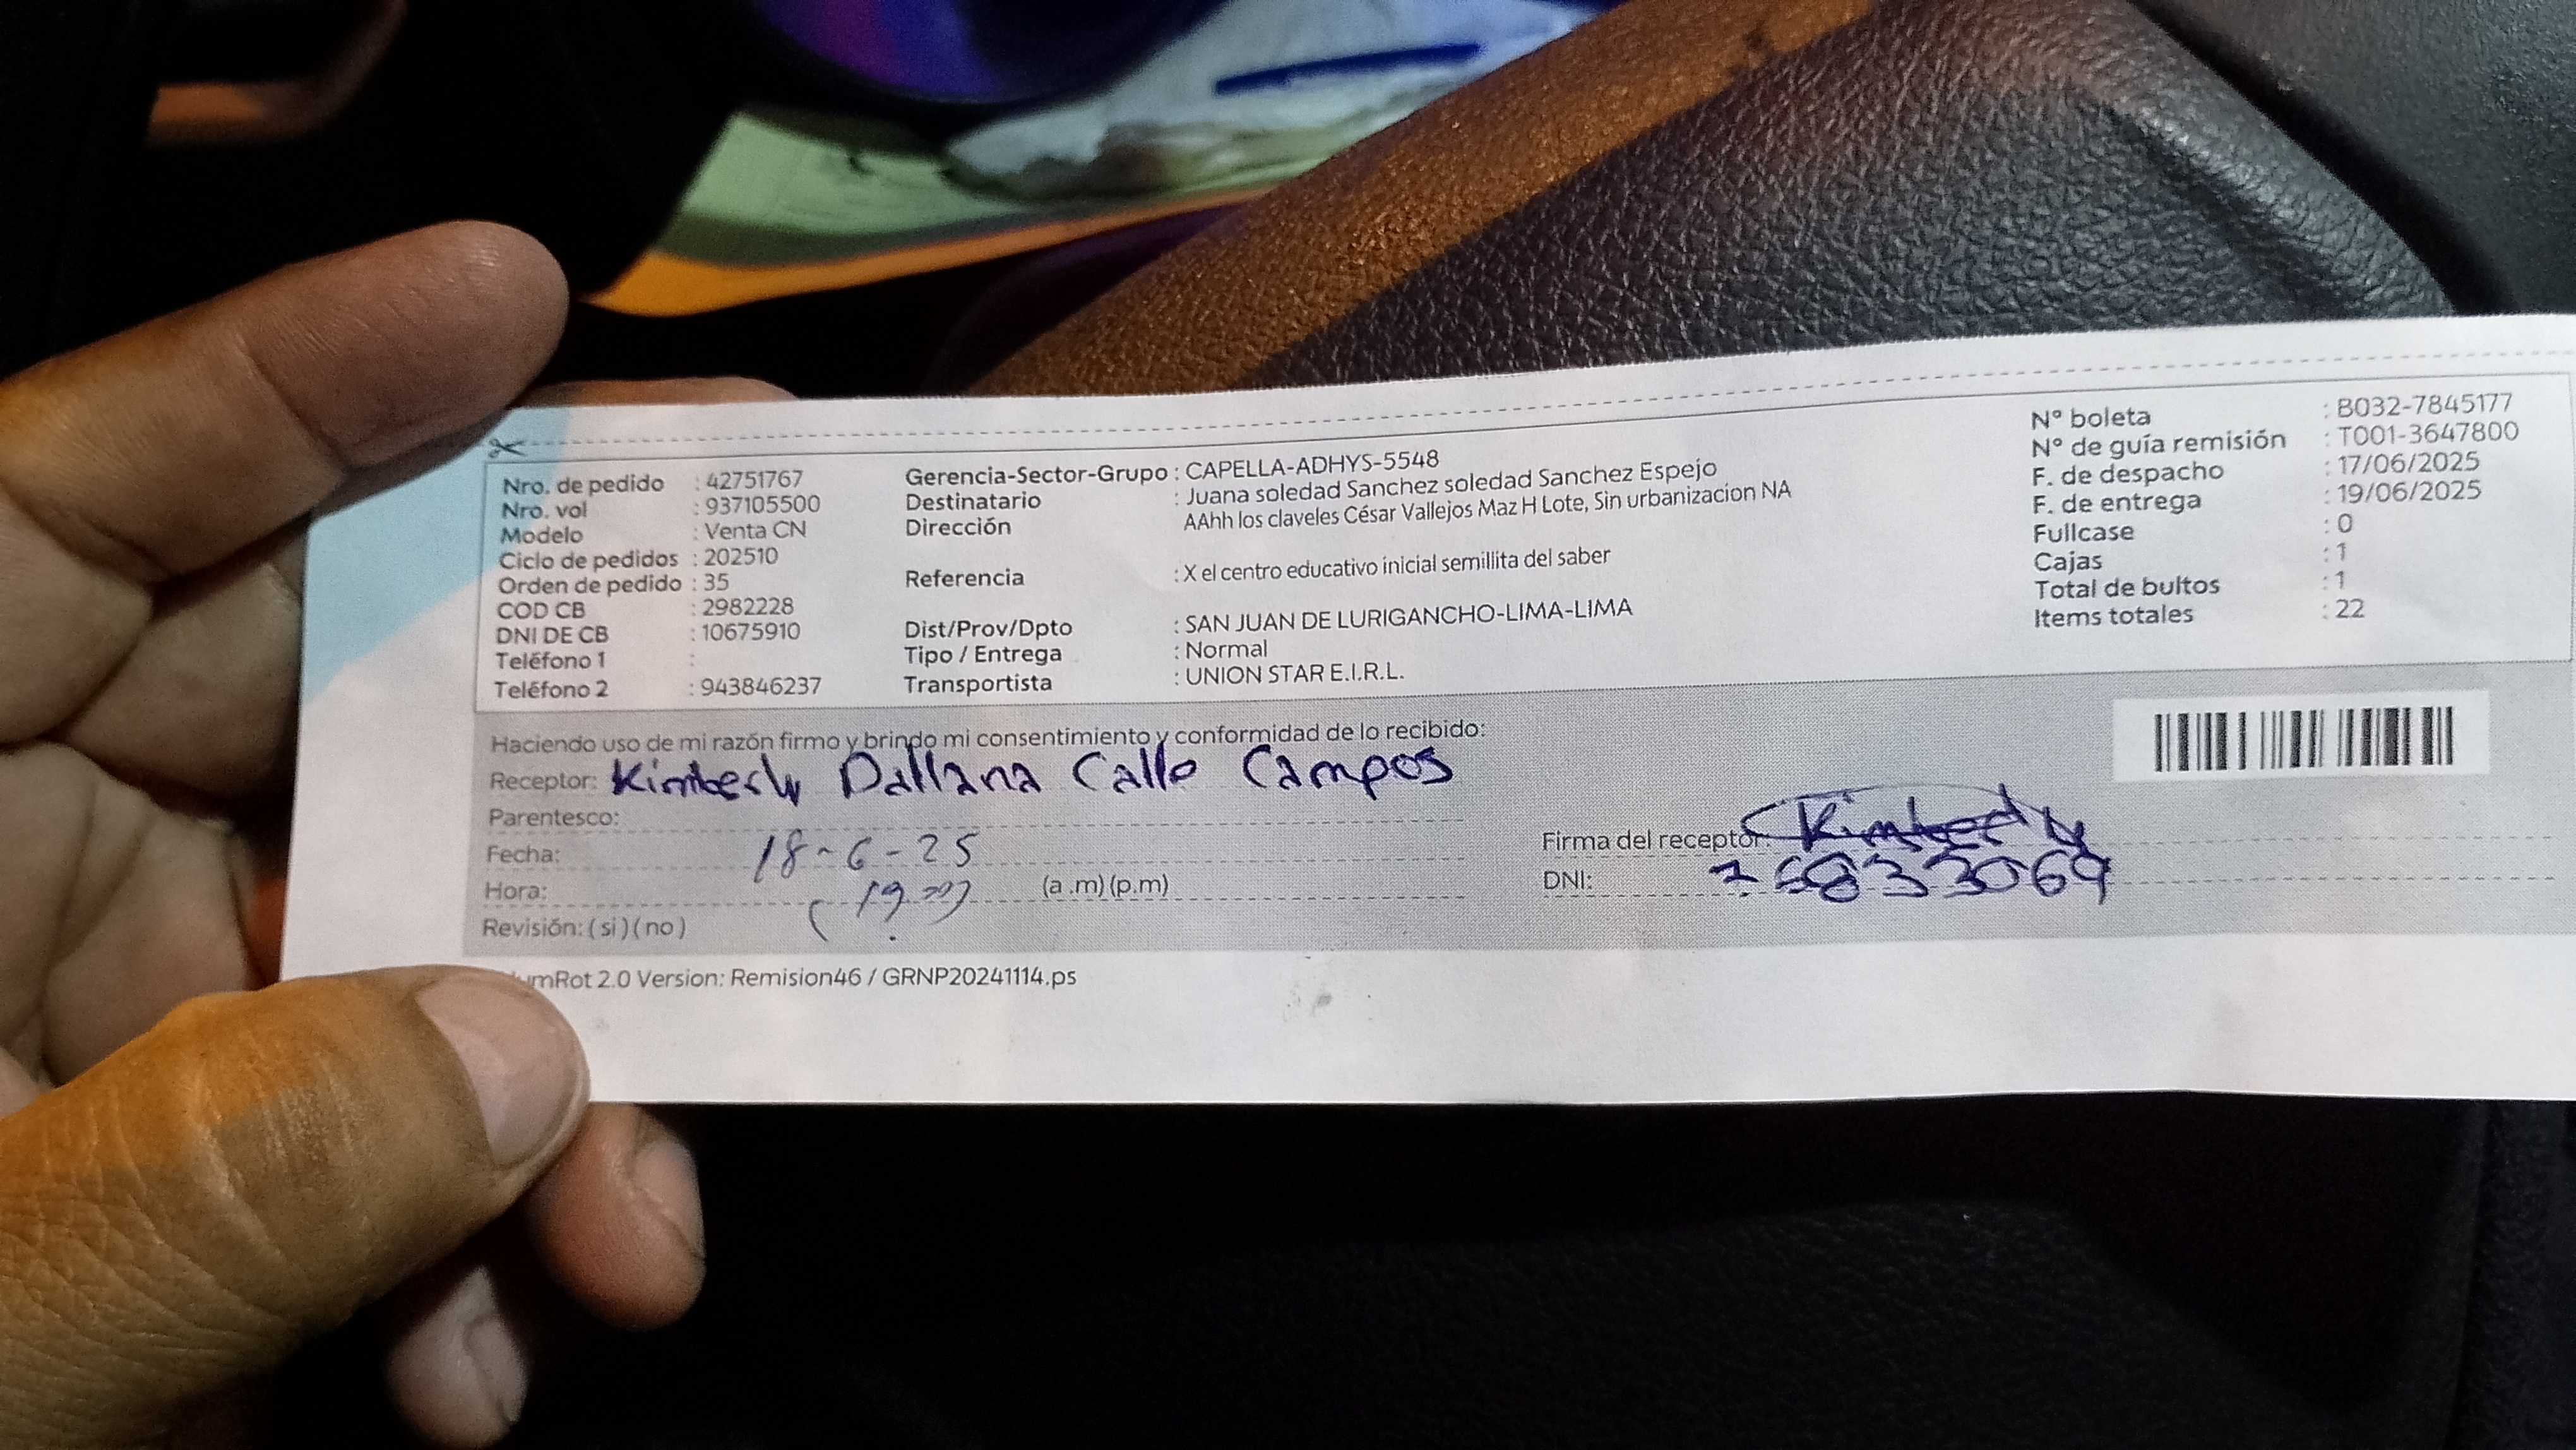 Nro. de pedido : 42751767
Nro. vol : 937105500
Modelo : Venta CN
Ciclo de pedidos : 202510
Orden de pedido : 35
COD CB : 2982228
DNI DE CB : 10675910
Teléfono 1 :
Teléfono 2 : 943846237
Gerencia-Sector-Grupo : CAPELLA-ADHYS-5548
Destinatario : Juana soledad Sanchez soledad Sanchez Espejo
Dirección AAhh los claveles César Vallejos Maz H Lote, Sin urbanizacion NA
Referencia : X el centro educativo inicial semillita del saber
Dist/Prov/Dpto : SAN JUAN DE LURIGANCHO-LIMA-LIMA
Tipo / Entrega : Normal
Transportista : UNION STAR E.I.R.L.
N° boleta : B032-7845177
N° de guía remisión : T001-3647800
F. de despacho : 17/06/2025
F. de entrega : 19/06/2025
Fullcase : 0
Cajas : 1
Total de bultos : 1
Items totales : 22
Haciendo uso de mi razón firmo y brindo mi consentimiento y conformidad de lo recibido:
Receptor: Kimberly Dallana Calle Campos
Parentesco:
Fecha: 18-6-25
Hora: (a .m) (p.m)
Revisión: ( si ) ( no )
Firma del receptor: Kimberly
DNI: 76833069
mRot 2.0 Version: Remision46 / GRNP20241114.ps